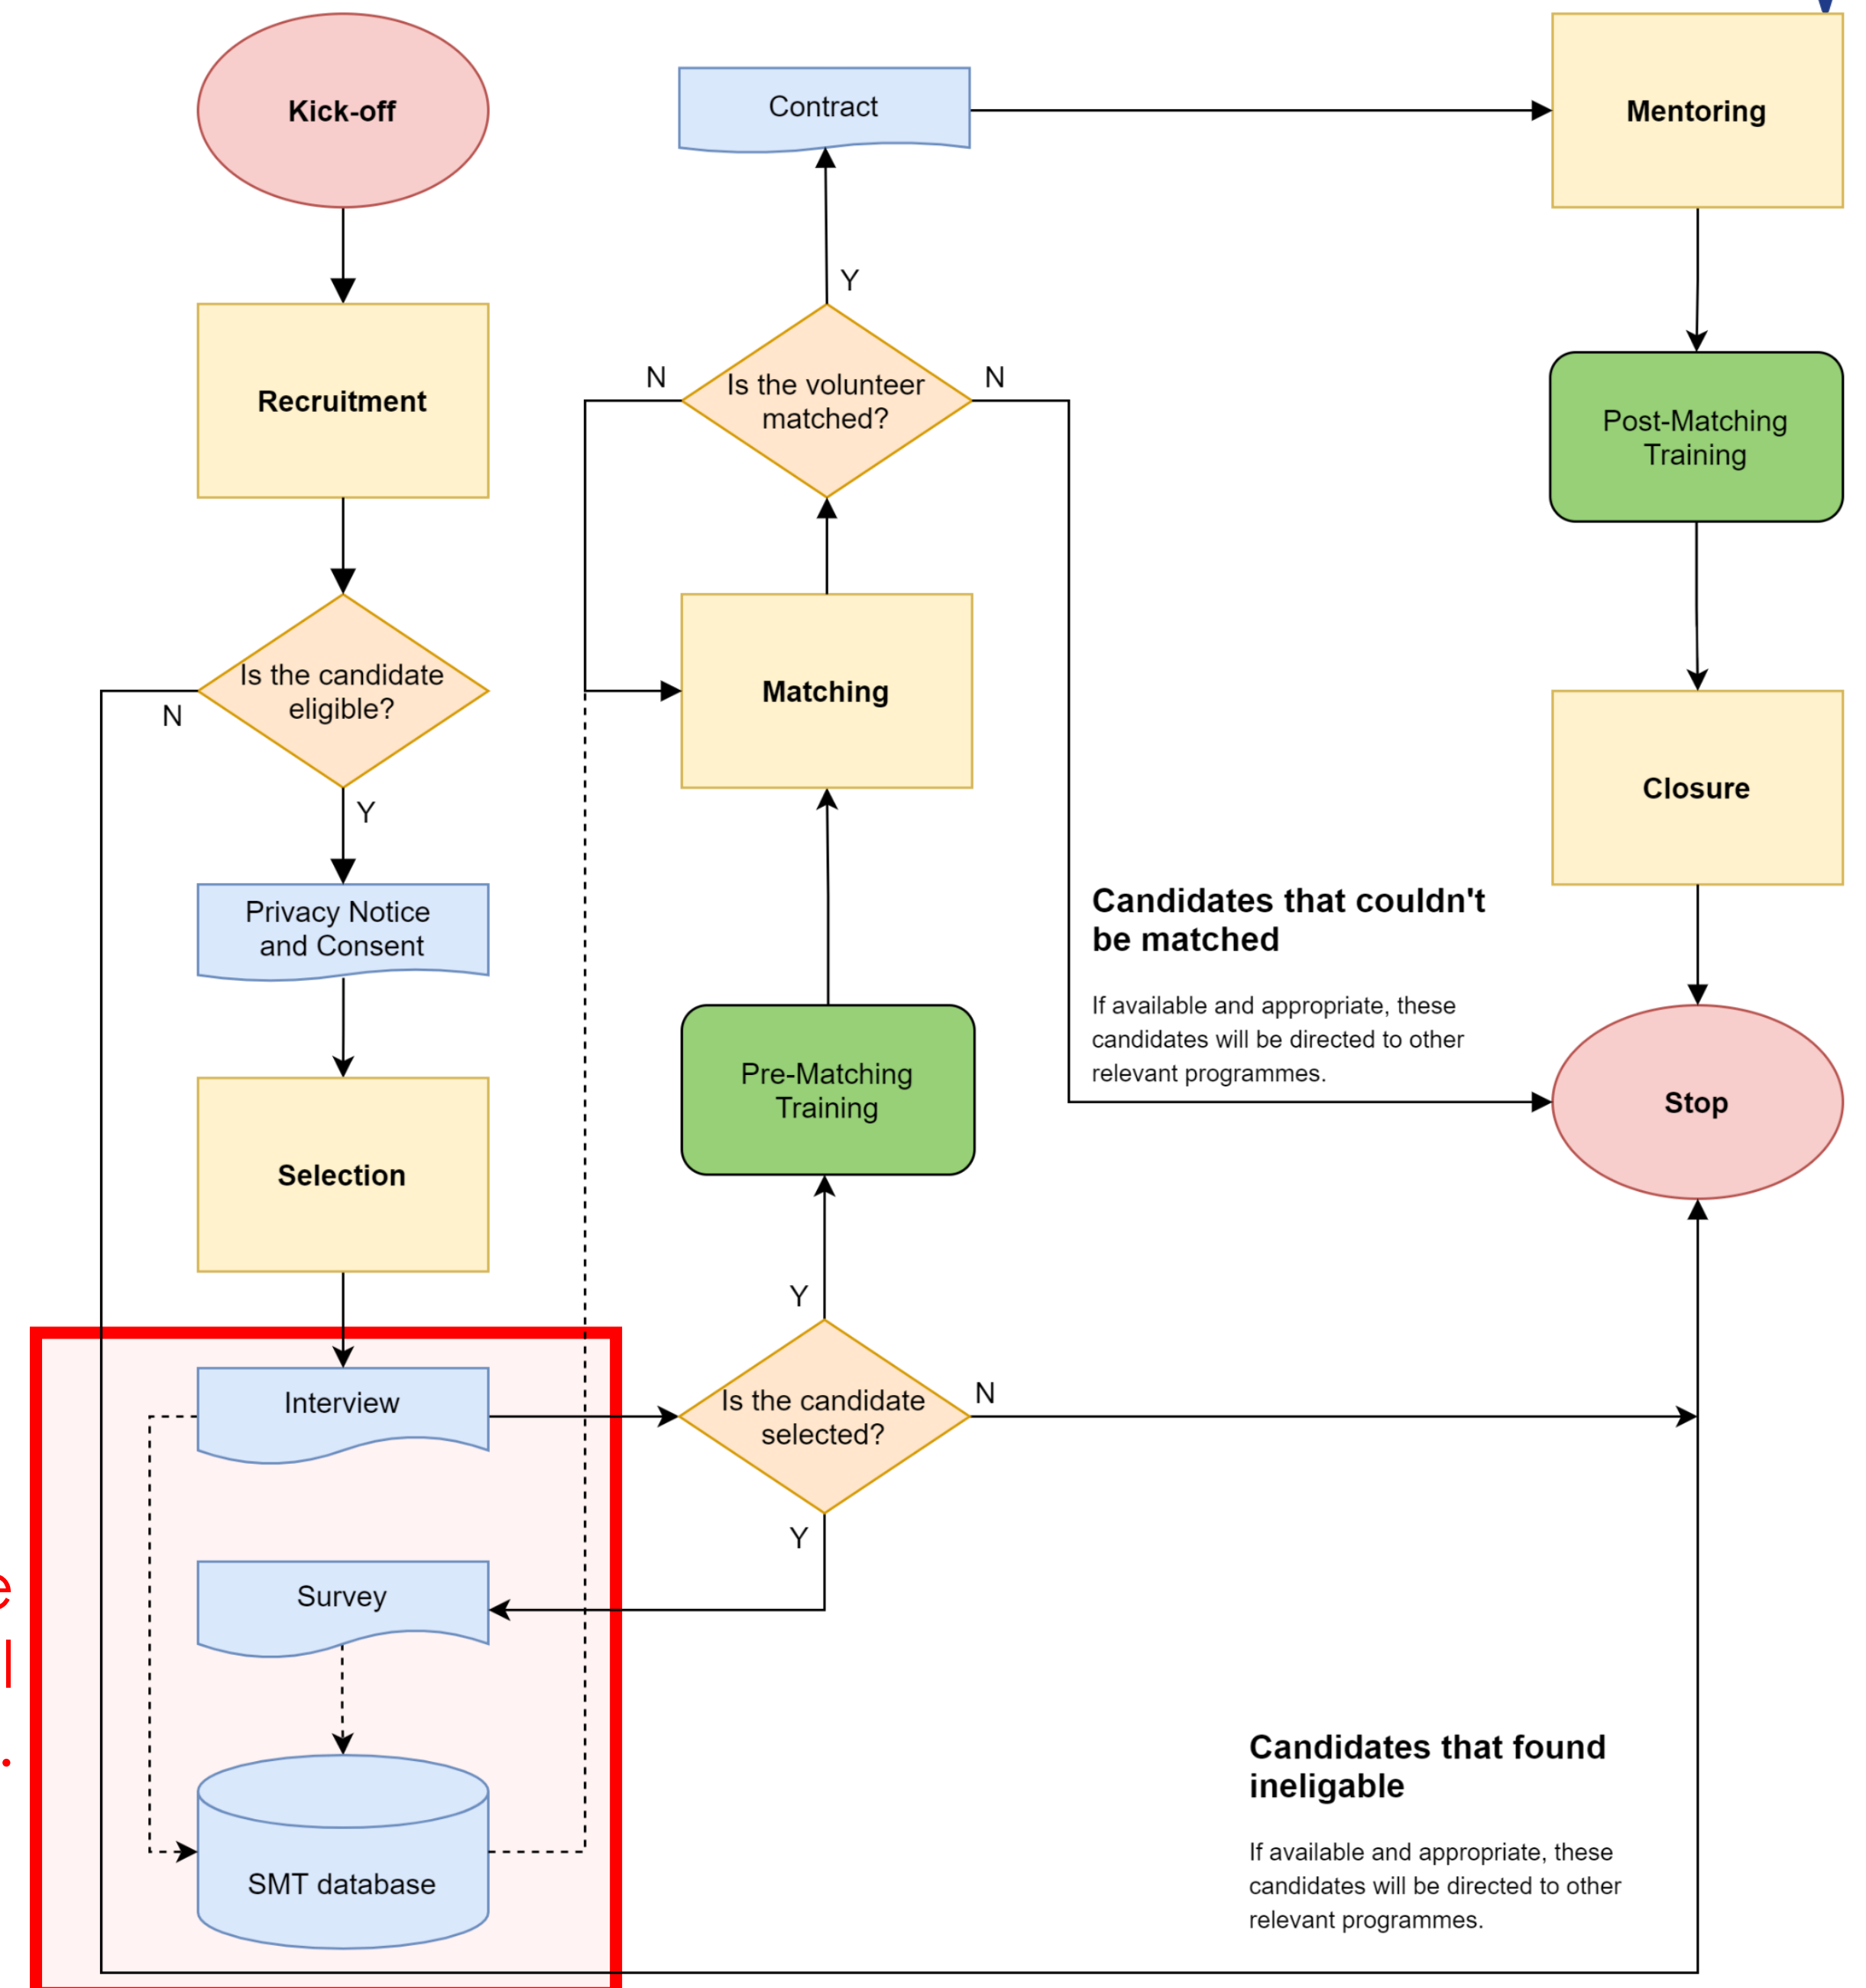 Kick-off
Recruitment
Is the candidate
eligible?
N
Y
Privacy Notice
and Consent
Selection
Interview
Survey
SMT database
Contract
Y
N
Is the volunteer
matched?
N
Matching
Pre-Matching
Training
Y
Is the candidate
selected?
N
Y
Mentoring
Post-Matching
Training
Closure
Candidates that couldn't
be matched
If available and appropriate, these
candidates will be directed to other
relevant programmes.
Stop
Candidates that found
ineligable
If available and appropriate, these
candidates will be directed to other
relevant programmes.